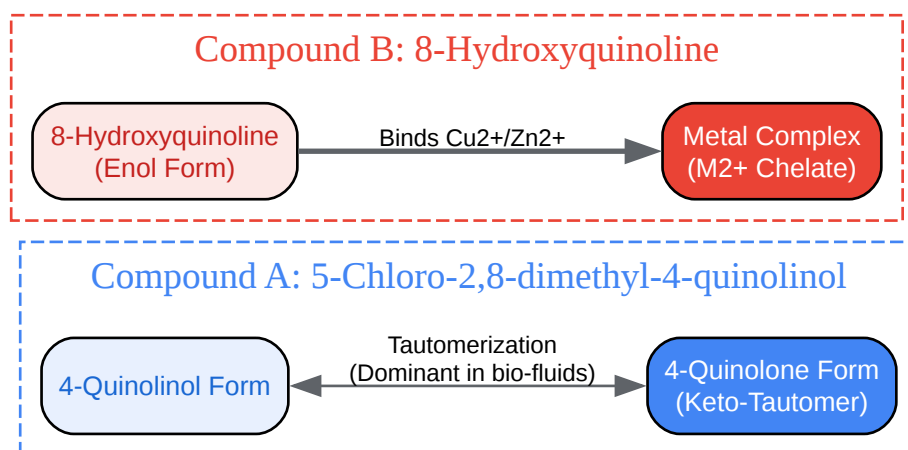 Compound B: 8-Hydroxyquinoline
8-Hydroxyquinoline
(Enol Form)
Binds Cu2+/Zn2+
Metal Complex
(M2+ Chelate)
Compound A: 5-Chloro-2,8-dimethyl-4-quinolinol
4-Quinolinol Form
Tautomerization
(Dominant in bio-fluids)
4-Quinolone Form
(Keto-Tautomer)